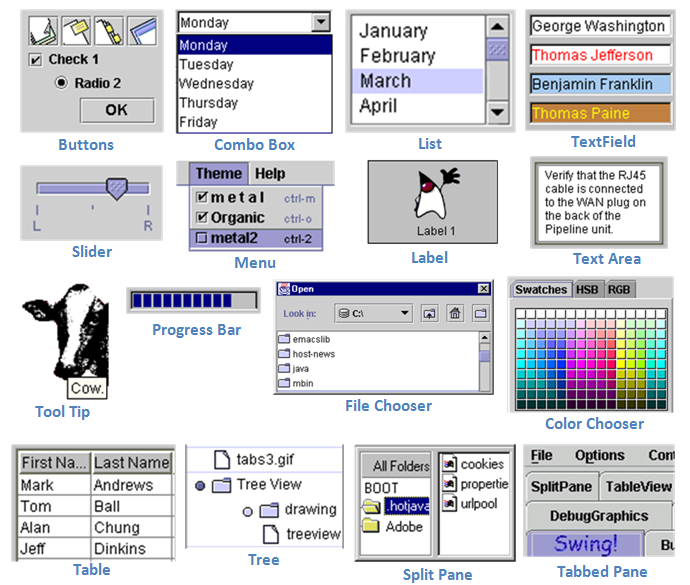 Check 1
Radio 2
OK
Buttons
Monday
Monday
Tuesday
Wednesday
Thursday
Friday
Combo Box
January
February
March
April
List
George Washington
Thomas Jefferson
Benjamin Franklin
Thomas Paine
TextField
L R
Slider
Theme Help
metal ctrl-m
Organic ctrl-o
metal2 ctrl-2
Menu
Label 1
Label
Verify that the RJ45
cable is connected
to the WAN plug on
the back of the
Pipeline unit.
Text Area
Cow.
Tool Tip
Progress Bar
Open
Look in: C:\
emacslib
host-news
java
mbin
File Chooser
Swatches HSB RGB
Color Chooser
First Na... Last Name
Mark Andrews
Tom Ball
Alan Chung
Jeff Dinkins
Table
tabs3.gif
Tree View
drawing
treeview
Tree
All Folders
BOOT
.hotjava
Adobe
cookies
propertie
urlpool
Split Pane
File Options Cont
SplitPane TableView
DebugGraphics
Swing! Bu
Tabbed Pane